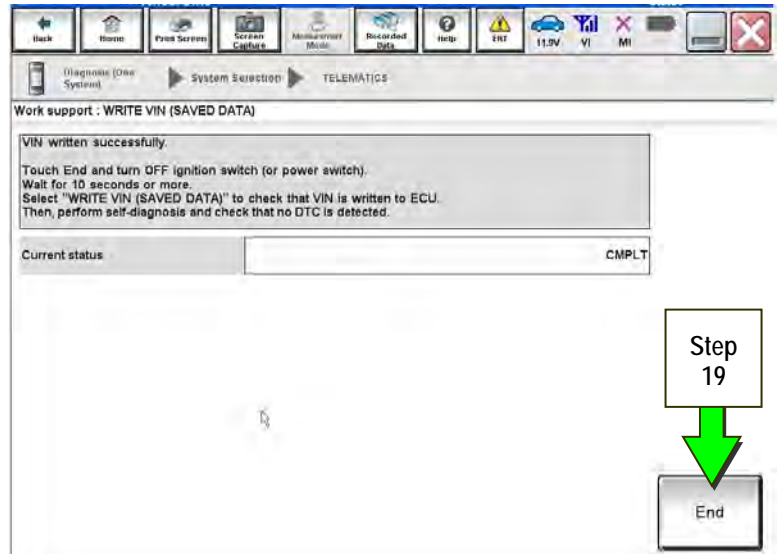 Back
Home
Print Screen
Screen
Capture
Measurement
Mode
Recorded
Data
Help
ERT
11.9V
VI
MI
Diagnosis (One
System)
System Selection
TELEMATICS
Work support : WRITE VIN (SAVED DATA)
VIN written successfully.
Touch End and turn OFF ignition switch (or power switch).
Wait for 10 seconds or more.
Select "WRITE VIN (SAVED DATA)" to check that VIN is written to ECU.
Then, perform self-diagnosis and check that no DTC is detected.
Current status
CMPLT
Step
19
End